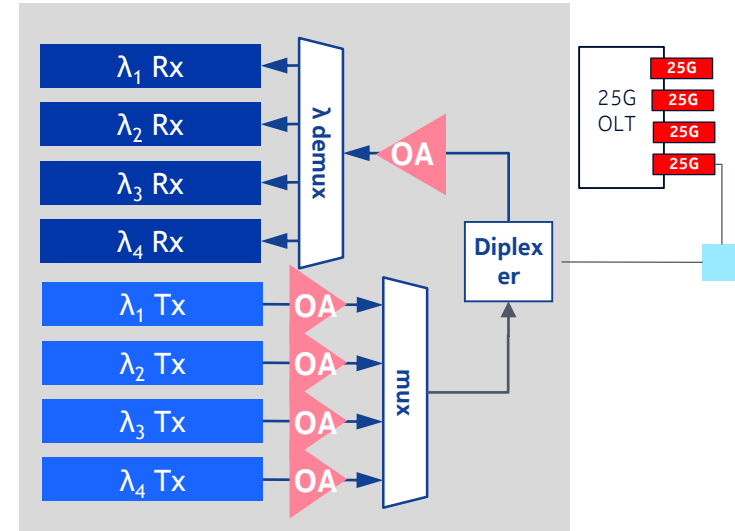 λ₁ Rx
λ₂ Rx
λ₃ Rx
λ₄ Rx
λ demux
OA
Diplex
er
λ₁ Tx
λ₂ Tx
λ₃ Tx
λ₄ Tx
OA
OA
OA
OA
mux
25G
OLT
25G
25G
25G
25G